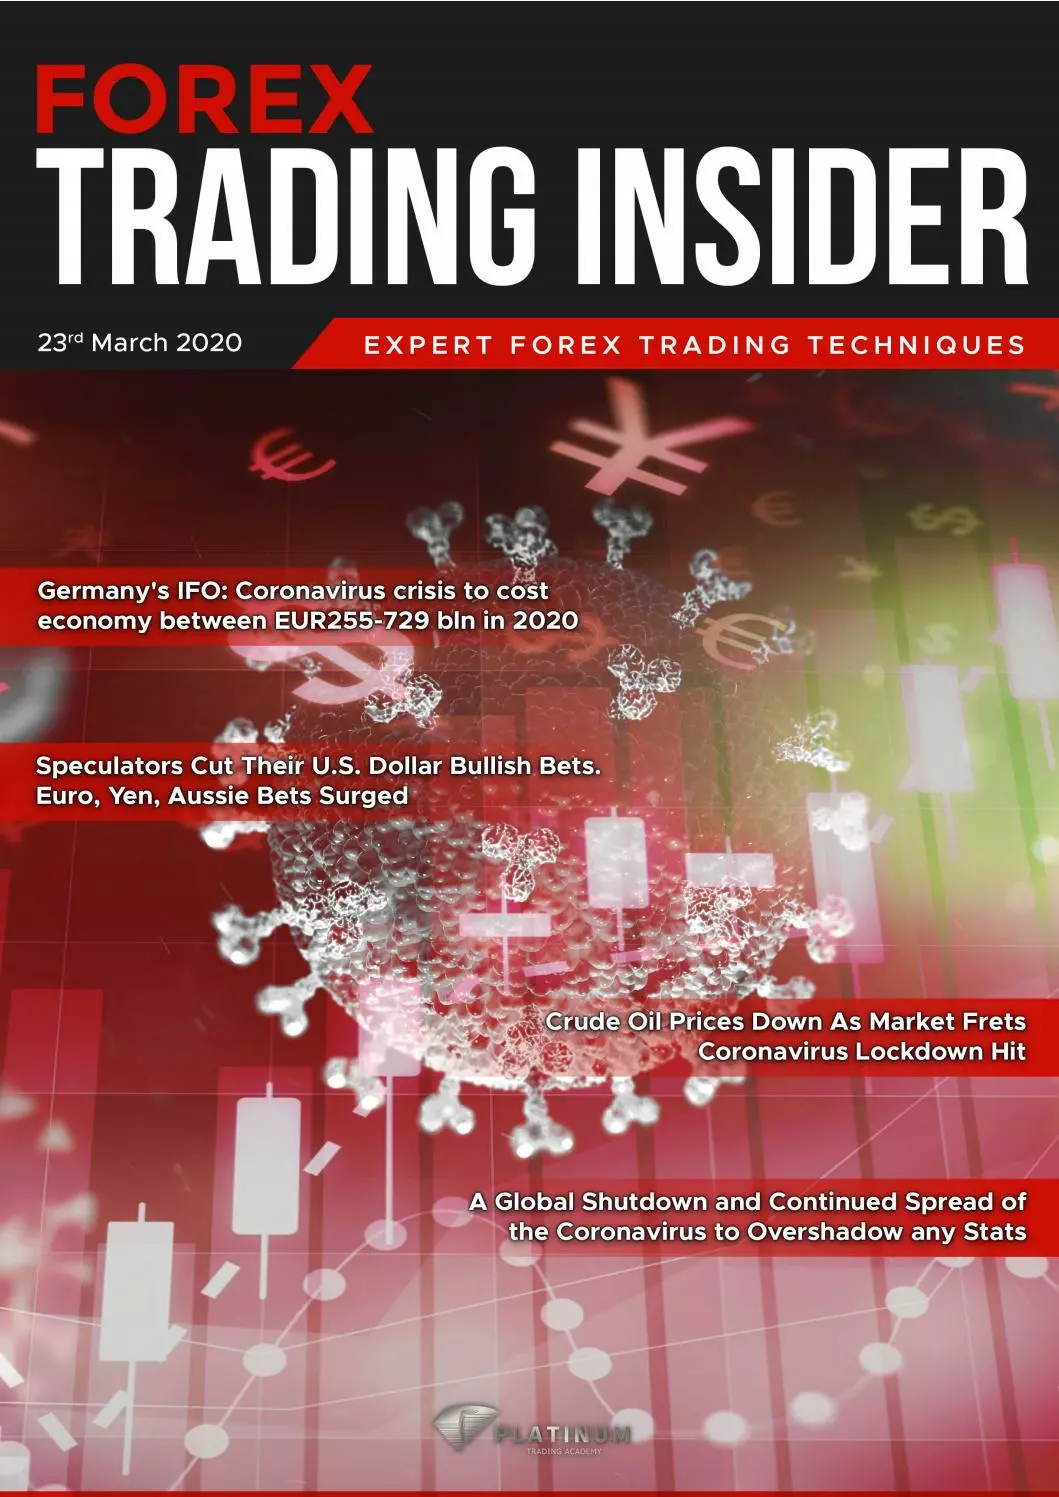 FOREX
TRADING INSIDER
23rd March 2020
EXPERT FOREX TRADING TECHNIQUES
Germany's IFO: Coronavirus crisis to cost
economy between EUR255-729 bln in 2020
Speculators Cut Their U.S. Dollar Bullish Bets.
Euro, Yen, Aussie Bets Surged
Crude Oil Prices Down As Market Frets
Coronavirus Lockdown Hit
A Global Shutdown and Continued Spread of
the Coronavirus to Overshadow any Stats
PLATINUM
TRADING ACADEMY